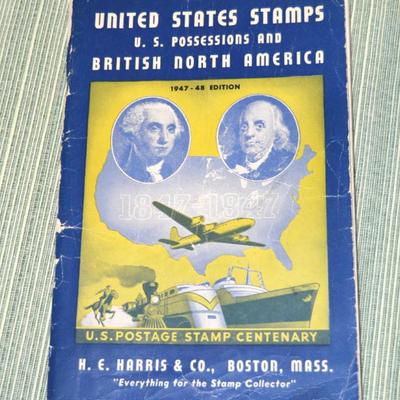 UNITED STATES STAMPS
U. S. POSSESSIONS AND
BRITISH NORTH AMERICA
1947-48 EDITION
1847-1947
U.S. POSTAGE STAMP CENTENARY
H. E. HARRIS & CO., BOSTON, MASS.
"Everything for the Stamp Collector"